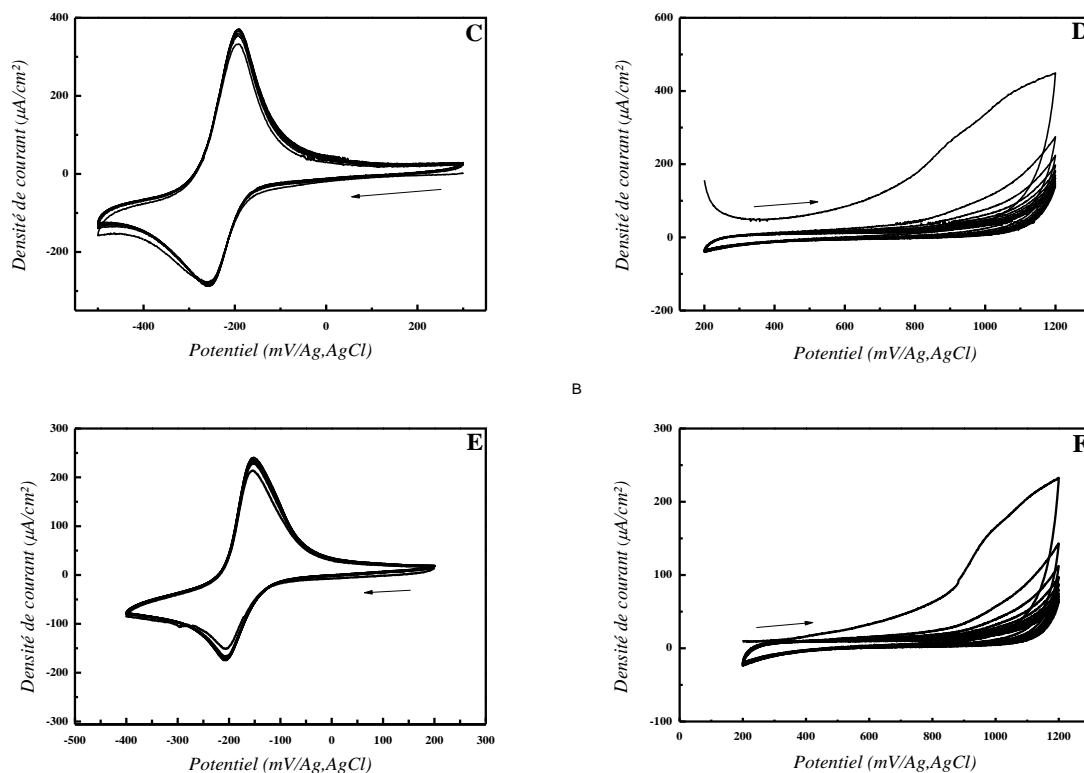 C
400
200
0
-200
Densité de courant (µA/cm²)
-400 -200 0 200
Potentiel (mV/Ag,AgCl)
D
600
400
200
0
-200
Densité de courant (µA/cm²)
200 400 600 800 1000 1200
Potentiel (mV/Ag,AgCl)
B
E
300
200
100
0
-100
-200
-300
Densité de courant (µA/cm²)
-500 -400 -300 -200 -100 0 100 200 300
Potentiel (mV/Ag,AgCl)
F
300
200
100
0
-100
Densité de courant (µA/cm²)
0 200 400 600 800 1000 1200
Potentiel (mV/Ag,AgCl)